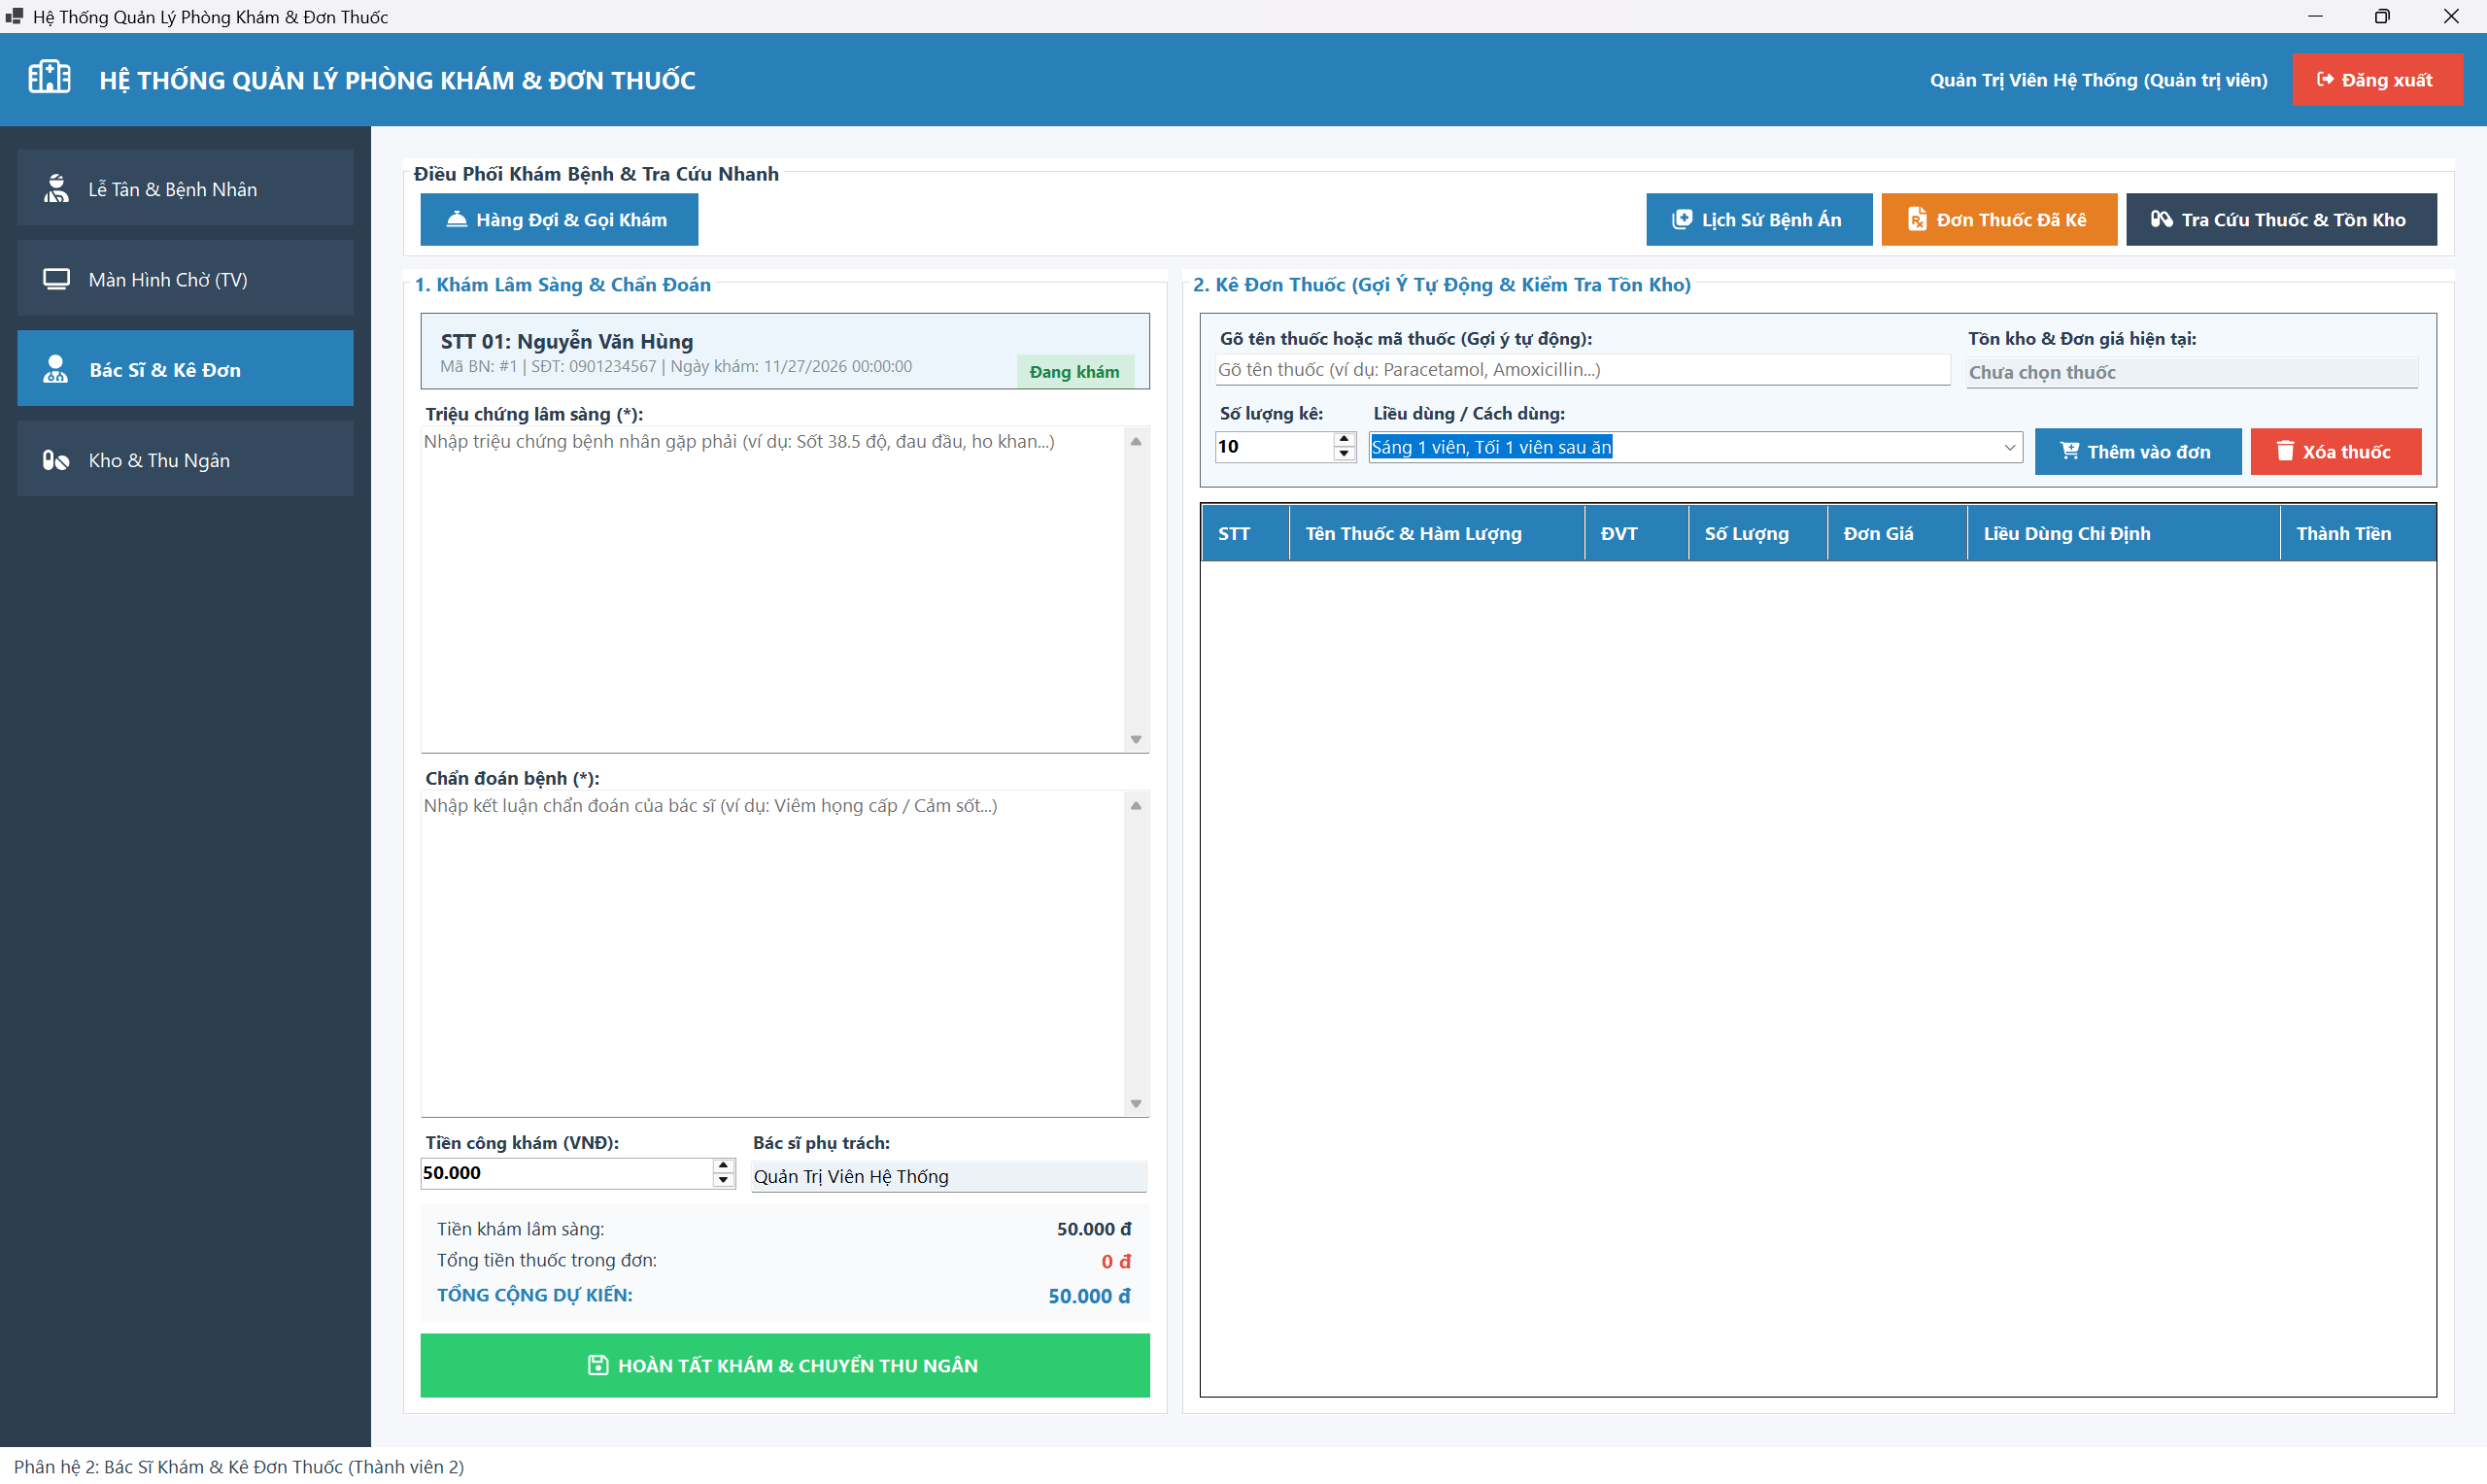 Hệ Thống Quản Lý Phòng Khám & Đơn Thuốc
HỆ THỐNG QUẢN LÝ PHÒNG KHÁM & ĐƠN THUỐC
Quản Trị Viên Hệ Thống (Quản trị viên)
Đăng xuất
Lễ Tân & Bệnh Nhân
Màn Hình Chờ (TV)
Bác Sĩ & Kê Đơn
Kho & Thu Ngân
Điều Phối Khám Bệnh & Tra Cứu Nhanh
Hàng Đợi & Gọi Khám
Lịch Sử Bệnh Án
Đơn Thuốc Đã Kê
Tra Cứu Thuốc & Tồn Kho
1. Khám Lâm Sàng & Chẩn Đoán
STT 01: Nguyễn Văn Hùng
Mã BN: #1 | SĐT: 0901234567 | Ngày khám: 11/27/2026 00:00:00
Đang khám
Triệu chứng lâm sàng (*):
Nhập triệu chứng bệnh nhân gặp phải (ví dụ: Sốt 38.5 độ, đau đầu, ho khan...)
Chẩn đoán bệnh (*):
Nhập kết luận chẩn đoán của bác sĩ (ví dụ: Viêm họng cấp / Cảm sốt...)
Tiền công khám (VNĐ):
50.000
Bác sĩ phụ trách:
Quản Trị Viên Hệ Thống
Tiền khám lâm sàng: 50.000 đ
Tổng tiền thuốc trong đơn: 0 đ
TỔNG CỘNG DỰ KIẾN: 50.000 đ
HOÀN TẤT KHÁM & CHUYỂN THU NGÂN
2. Kê Đơn Thuốc (Gợi Ý Tự Động & Kiểm Tra Tồn Kho)
Gõ tên thuốc hoặc mã thuốc (Gợi ý tự động):
Gõ tên thuốc (ví dụ: Paracetamol, Amoxicillin...)
Tồn kho & Đơn giá hiện tại:
Chưa chọn thuốc
Số lượng kê:
10
Liều dùng / Cách dùng:
Sáng 1 viên, Tối 1 viên sau ăn
Thêm vào đơn
Xóa thuốc
STT Tên Thuốc & Hàm Lượng ĐVT Số Lượng Đơn Giá Liều Dùng Chỉ Định Thành Tiền
Phân hệ 2: Bác Sĩ Khám & Kê Đơn Thuốc (Thành viên 2)